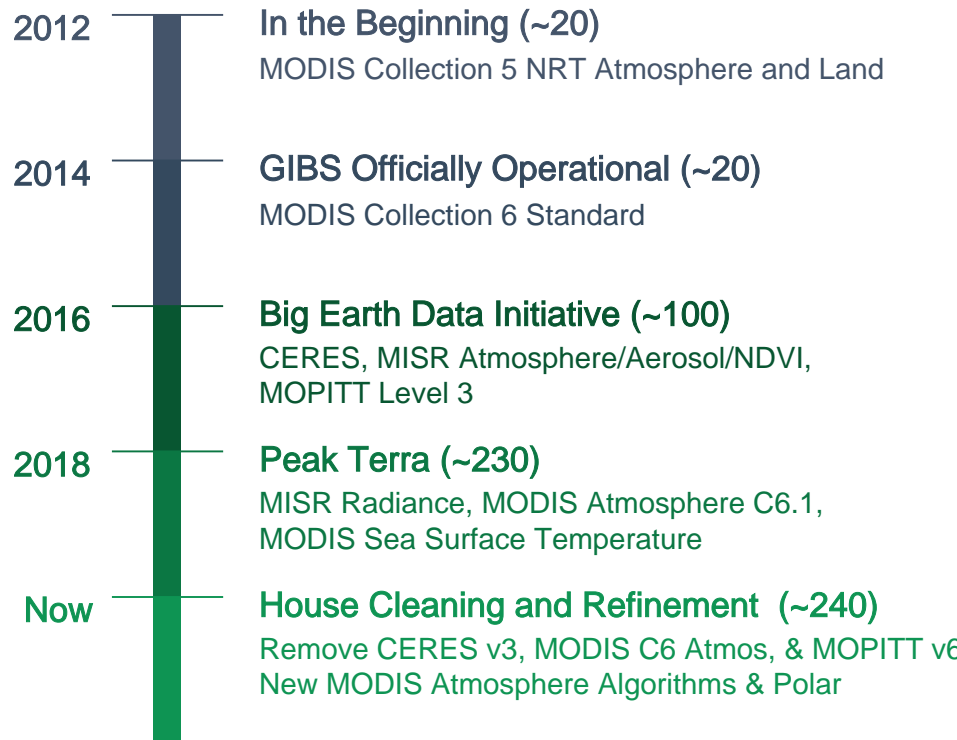 2012
In the Beginning (~20)
MODIS Collection 5 NRT Atmosphere and Land
2014
GIBS Officially Operational (~20)
MODIS Collection 6 Standard
2016
Big Earth Data Initiative (~100)
CERES, MISR Atmosphere/Aerosol/NDVI,
MOPITT Level 3
2018
Peak Terra (~230)
MISR Radiance, MODIS Atmosphere C6.1,
MODIS Sea Surface Temperature
Now
House Cleaning and Refinement (~240)
Remove CERES v3, MODIS C6 Atmos, & MOPITT v6
New MODIS Atmosphere Algorithms & Polar